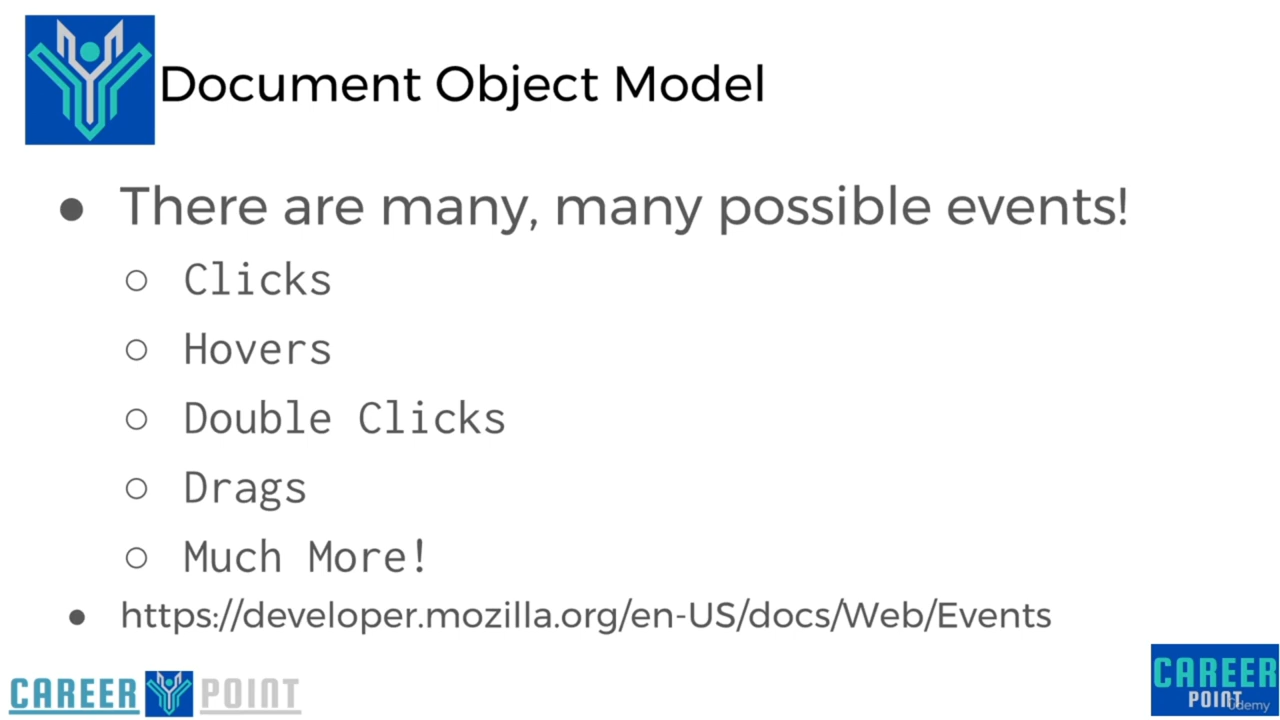 Document Object Model
● There are many, many possible events!
○ Clicks
○ Hovers
○ Double Clicks
○ Drags
○ Much More!
● https://developer.mozilla.org/en-US/docs/Web/Events
CAREER POINT
CAREER
POINT
Udemy